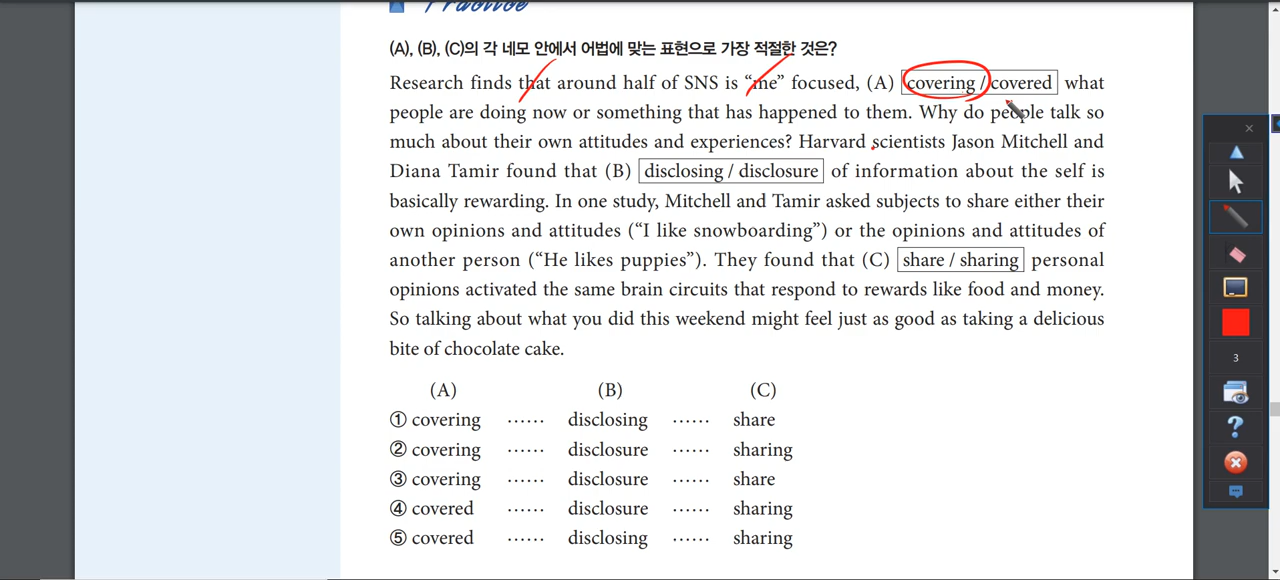 Practice
(A), (B), (C)의 각 네모 안에서 어법에 맞는 표현으로 가장 적절한 것은?
Research finds that around half of SNS is “me” focused, (A) covering / covered what
people are doing now or something that has happened to them. Why do people talk so
much about their own attitudes and experiences? Harvard scientists Jason Mitchell and
Diana Tamir found that (B) disclosing / disclosure of information about the self is
basically rewarding. In one study, Mitchell and Tamir asked subjects to share either their
own opinions and attitudes (“I like snowboarding”) or the opinions and attitudes of
another person (“He likes puppies”). They found that (C) share / sharing personal
opinions activated the same brain circuits that respond to rewards like food and money.
So talking about what you did this weekend might feel just as good as taking a delicious
bite of chocolate cake.
(A) (B) (C)
① covering …… disclosing …… share
② covering …… disclosure …… sharing
③ covering …… disclosure …… share
④ covered …… disclosure …… sharing
⑤ covered …… disclosing …… sharing
3